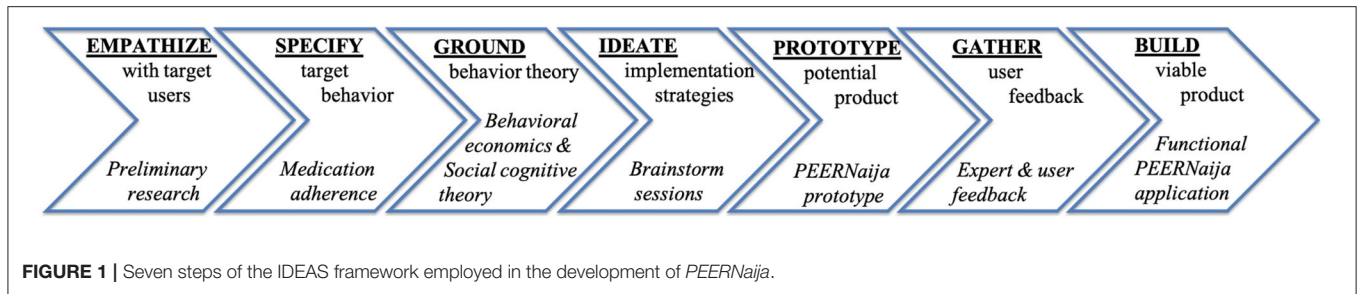 EMPATHIZE
with target
users
Preliminary
research
SPECIFY
target
behavior
Medication
adherence
GROUND
behavior theory
Behavioral
economics &
Social cognitive
theory
IDEATE
implementation
strategies
Brainstorm
sessions
PROTOTYPE
potential
product
PEERNaija
prototype
GATHER
user
feedback
Expert & user
feedback
BUILD
viable
product
Functional
PEERNaija
application
FIGURE 1 | Seven steps of the IDEAS framework employed in the development of PEERNaija.